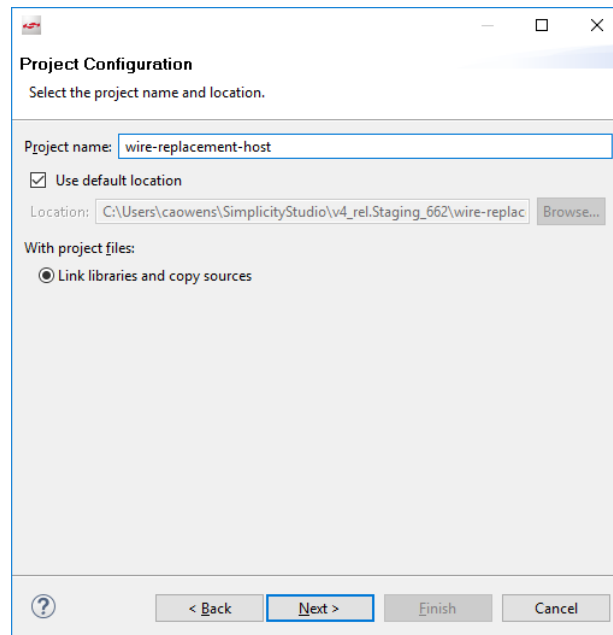 Project Configuration
Select the project name and location.
Project name: wire-replacement-host
Use default location
Location: C:\Users\caowens\SimplicityStudio\v4_rel.Staging_662\wire-replac Browse...
With project files:
Link libraries and copy sources
? < Back Next > Finish Cancel